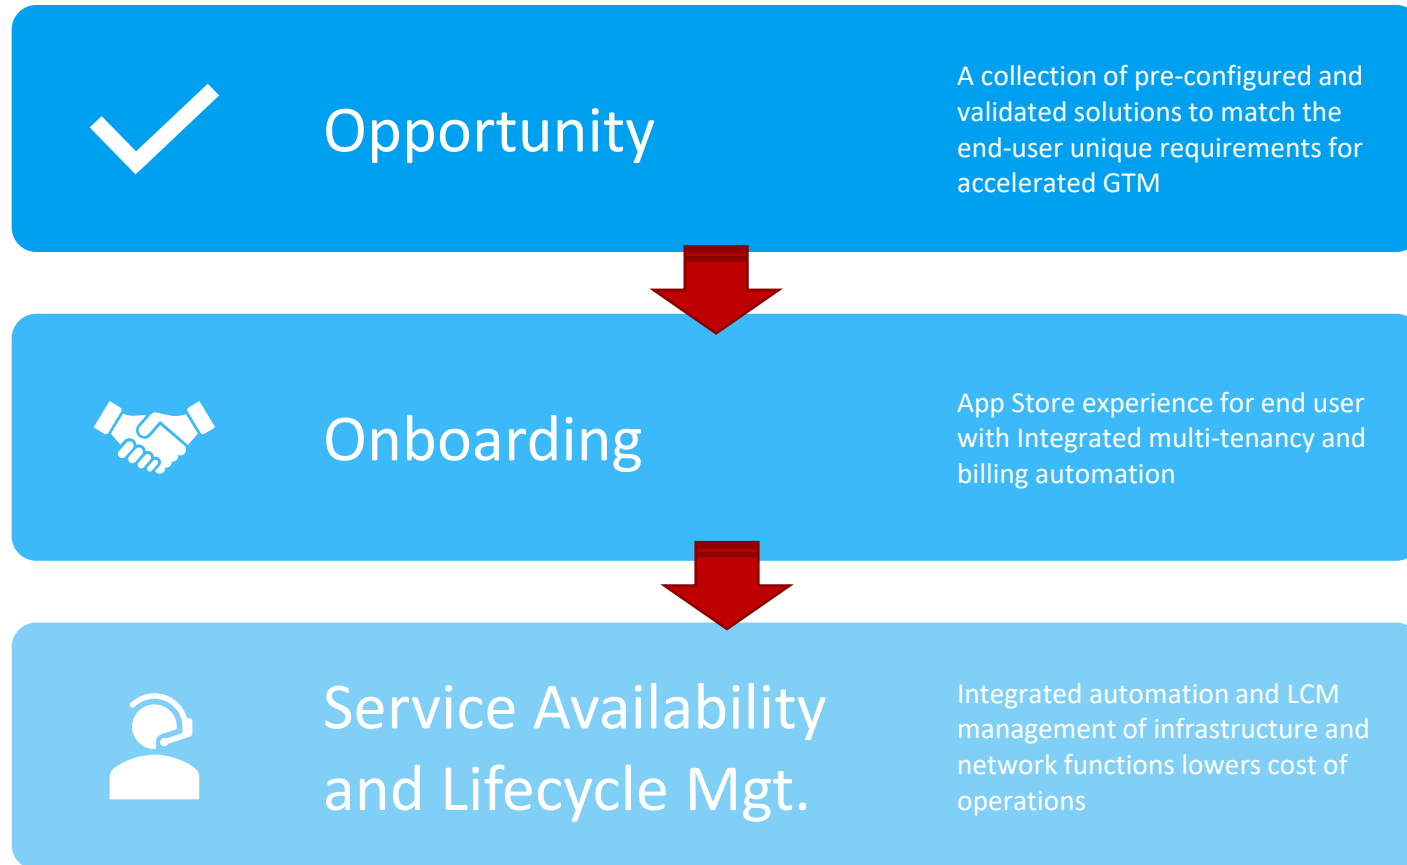 Opportunity
A collection of pre-configured and
validated solutions to match the
end-user unique requirements for
accelerated GTM
Onboarding
App Store experience for end user
with Integrated multi-tenancy and
billing automation
Service Availability
and Lifecycle Mgt.
Integrated automation and LCM
management of infrastructure and
network functions lowers cost of
operations